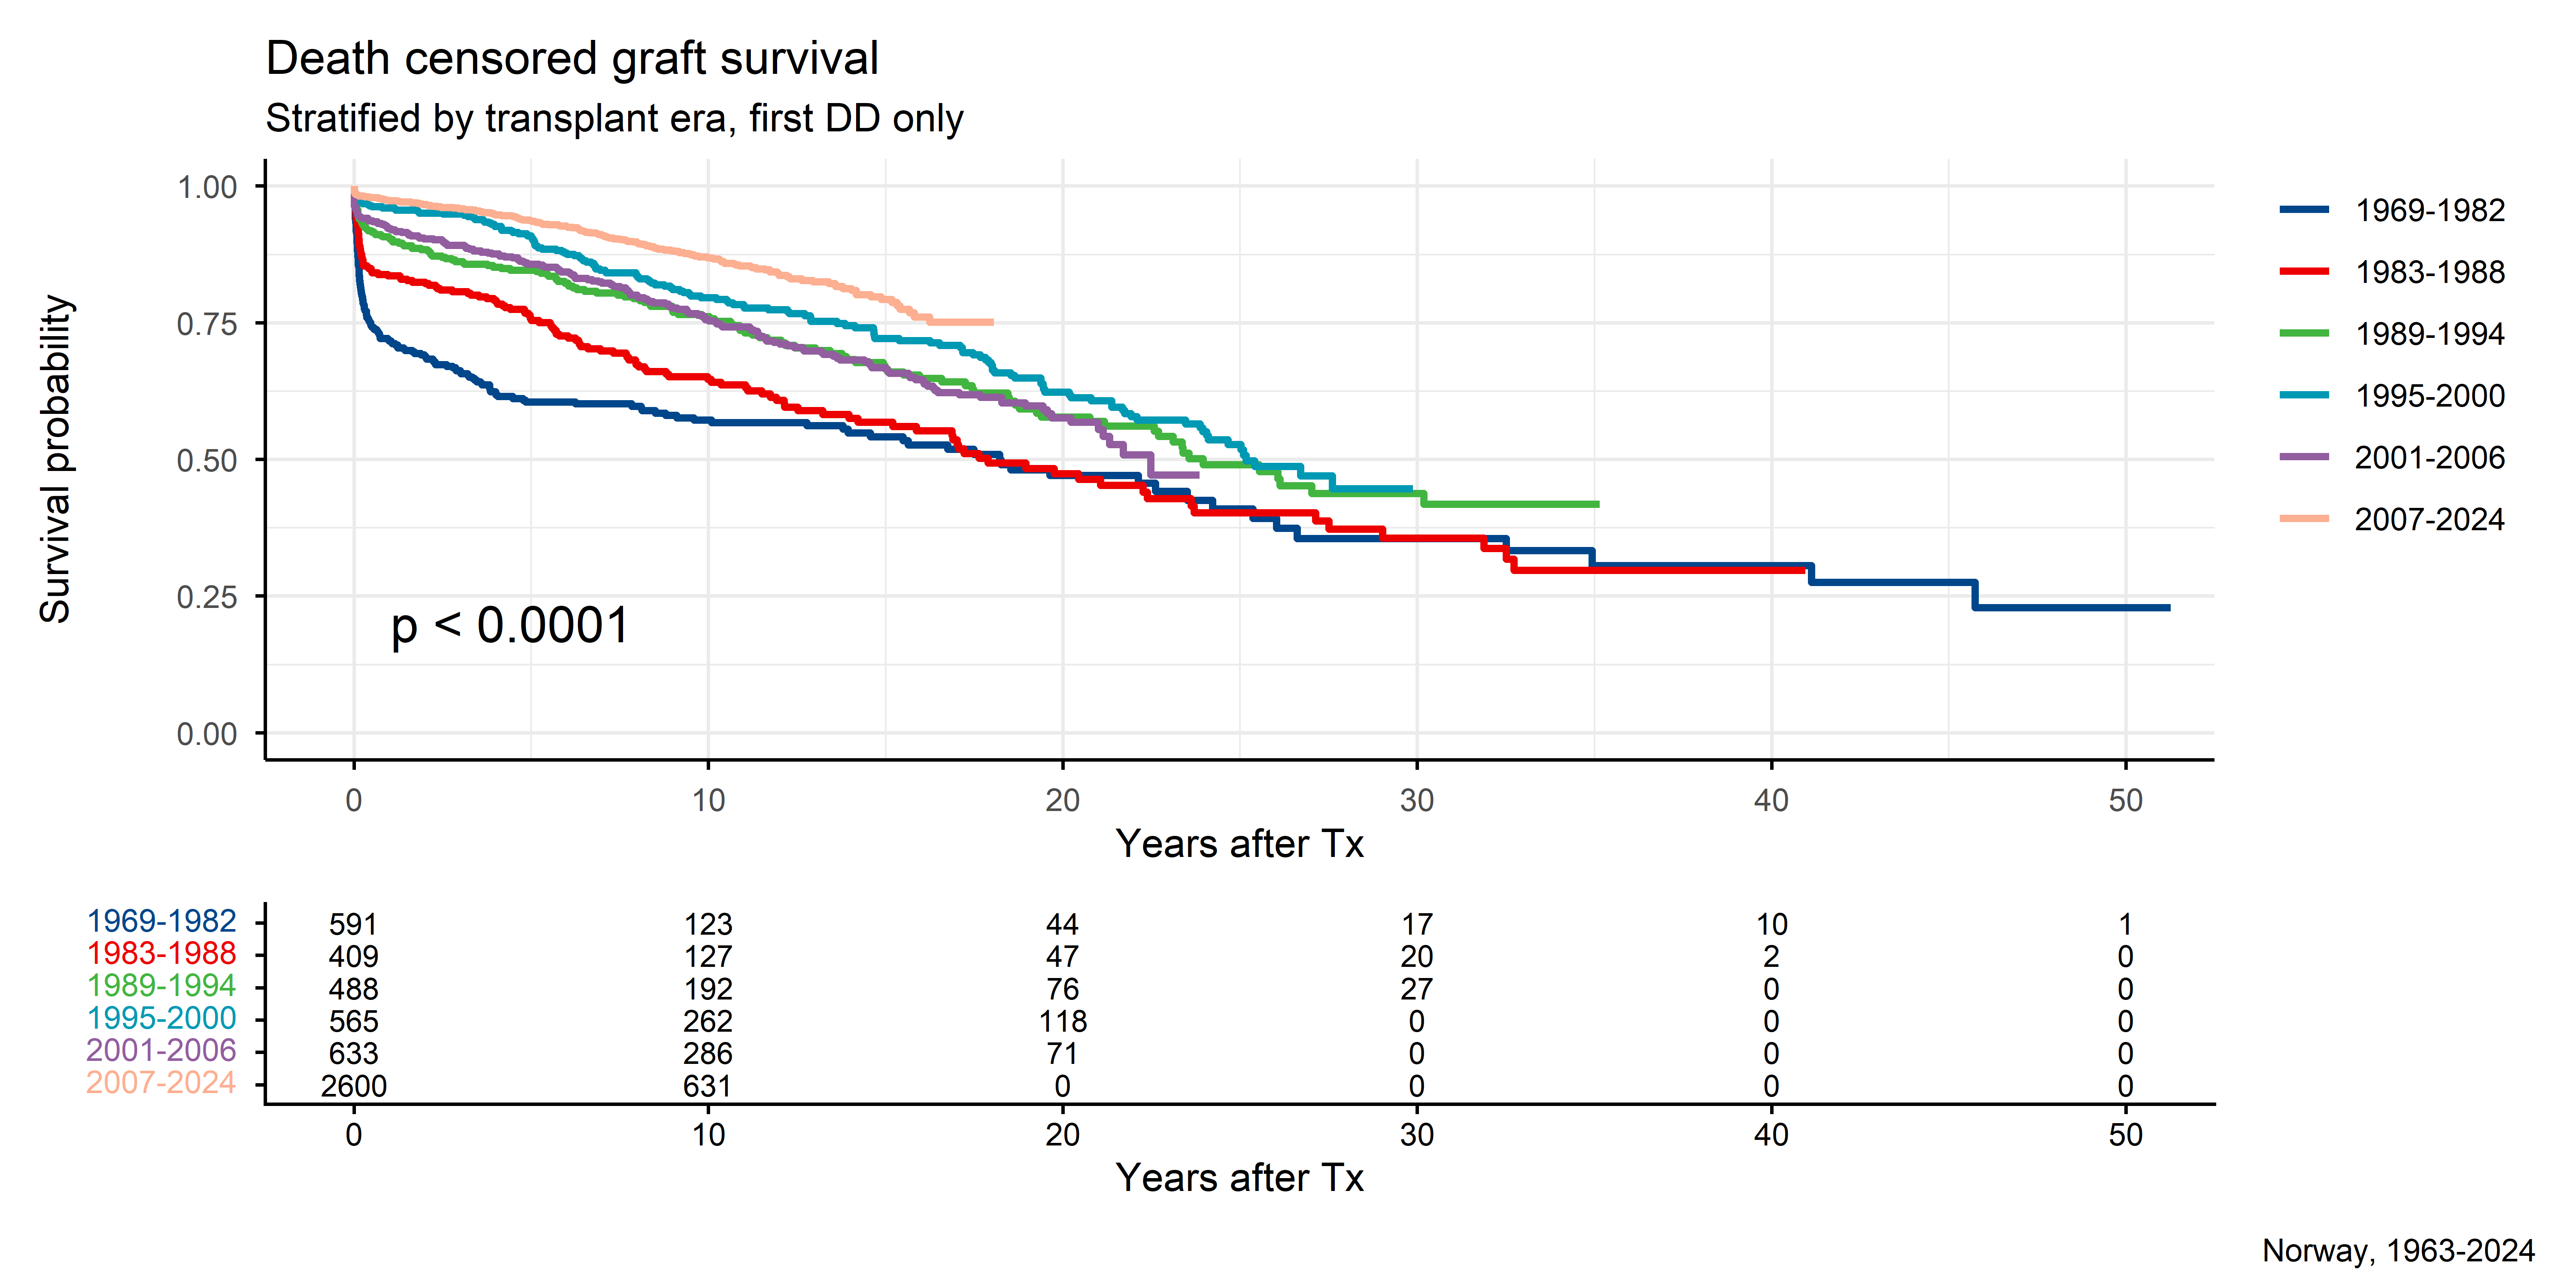 Death censored graft survival
Stratified by transplant era, first DD only
Survival probability
1.00
0.75
0.50
0.25
0.00
p < 0.0001
0 10 20 30 40 50
Years after Tx
1969-1982
1983-1988
1989-1994
1995-2000
2001-2006
2007-2024
1969-1982 591 123 44 17 10 1
1983-1988 409 127 47 20 2 0
1989-1994 488 192 76 27 0 0
1995-2000 565 262 118 0 0 0
2001-2006 633 286 71 0 0 0
2007-2024 2600 631 0 0 0 0
0 10 20 30 40 50
Years after Tx
Norway, 1963-2024